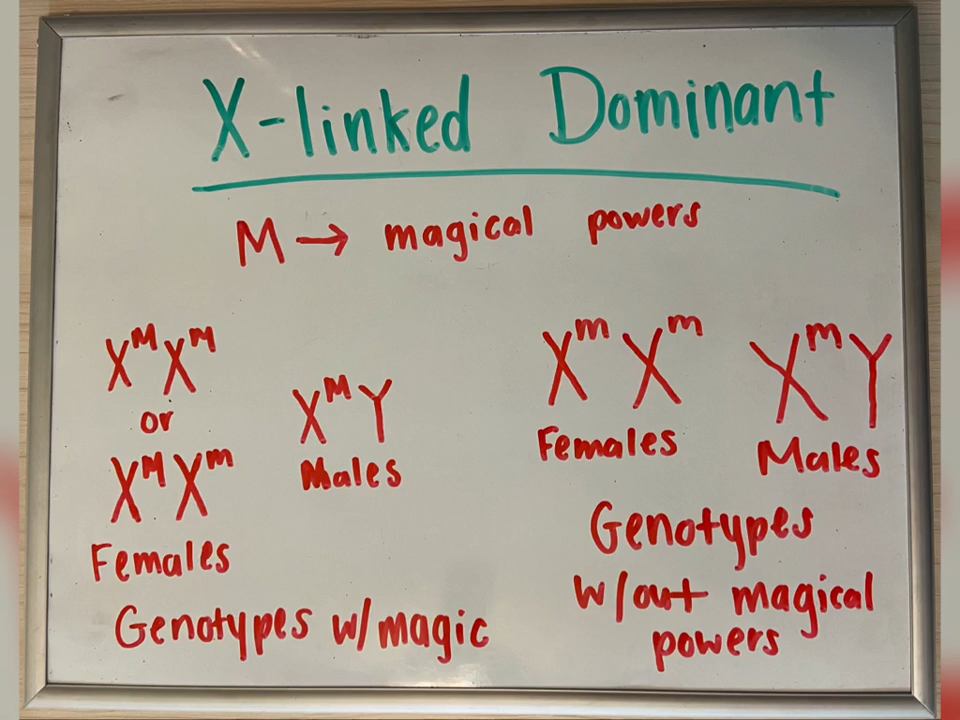 X-linked Dominant
M → magical powers
X^M X^M
or
X^M X^m
Females
X^M Y
Males
Genotypes w/magic
X^m X^m
Females
X^m Y
Males
Genotypes
w/out magical
powers